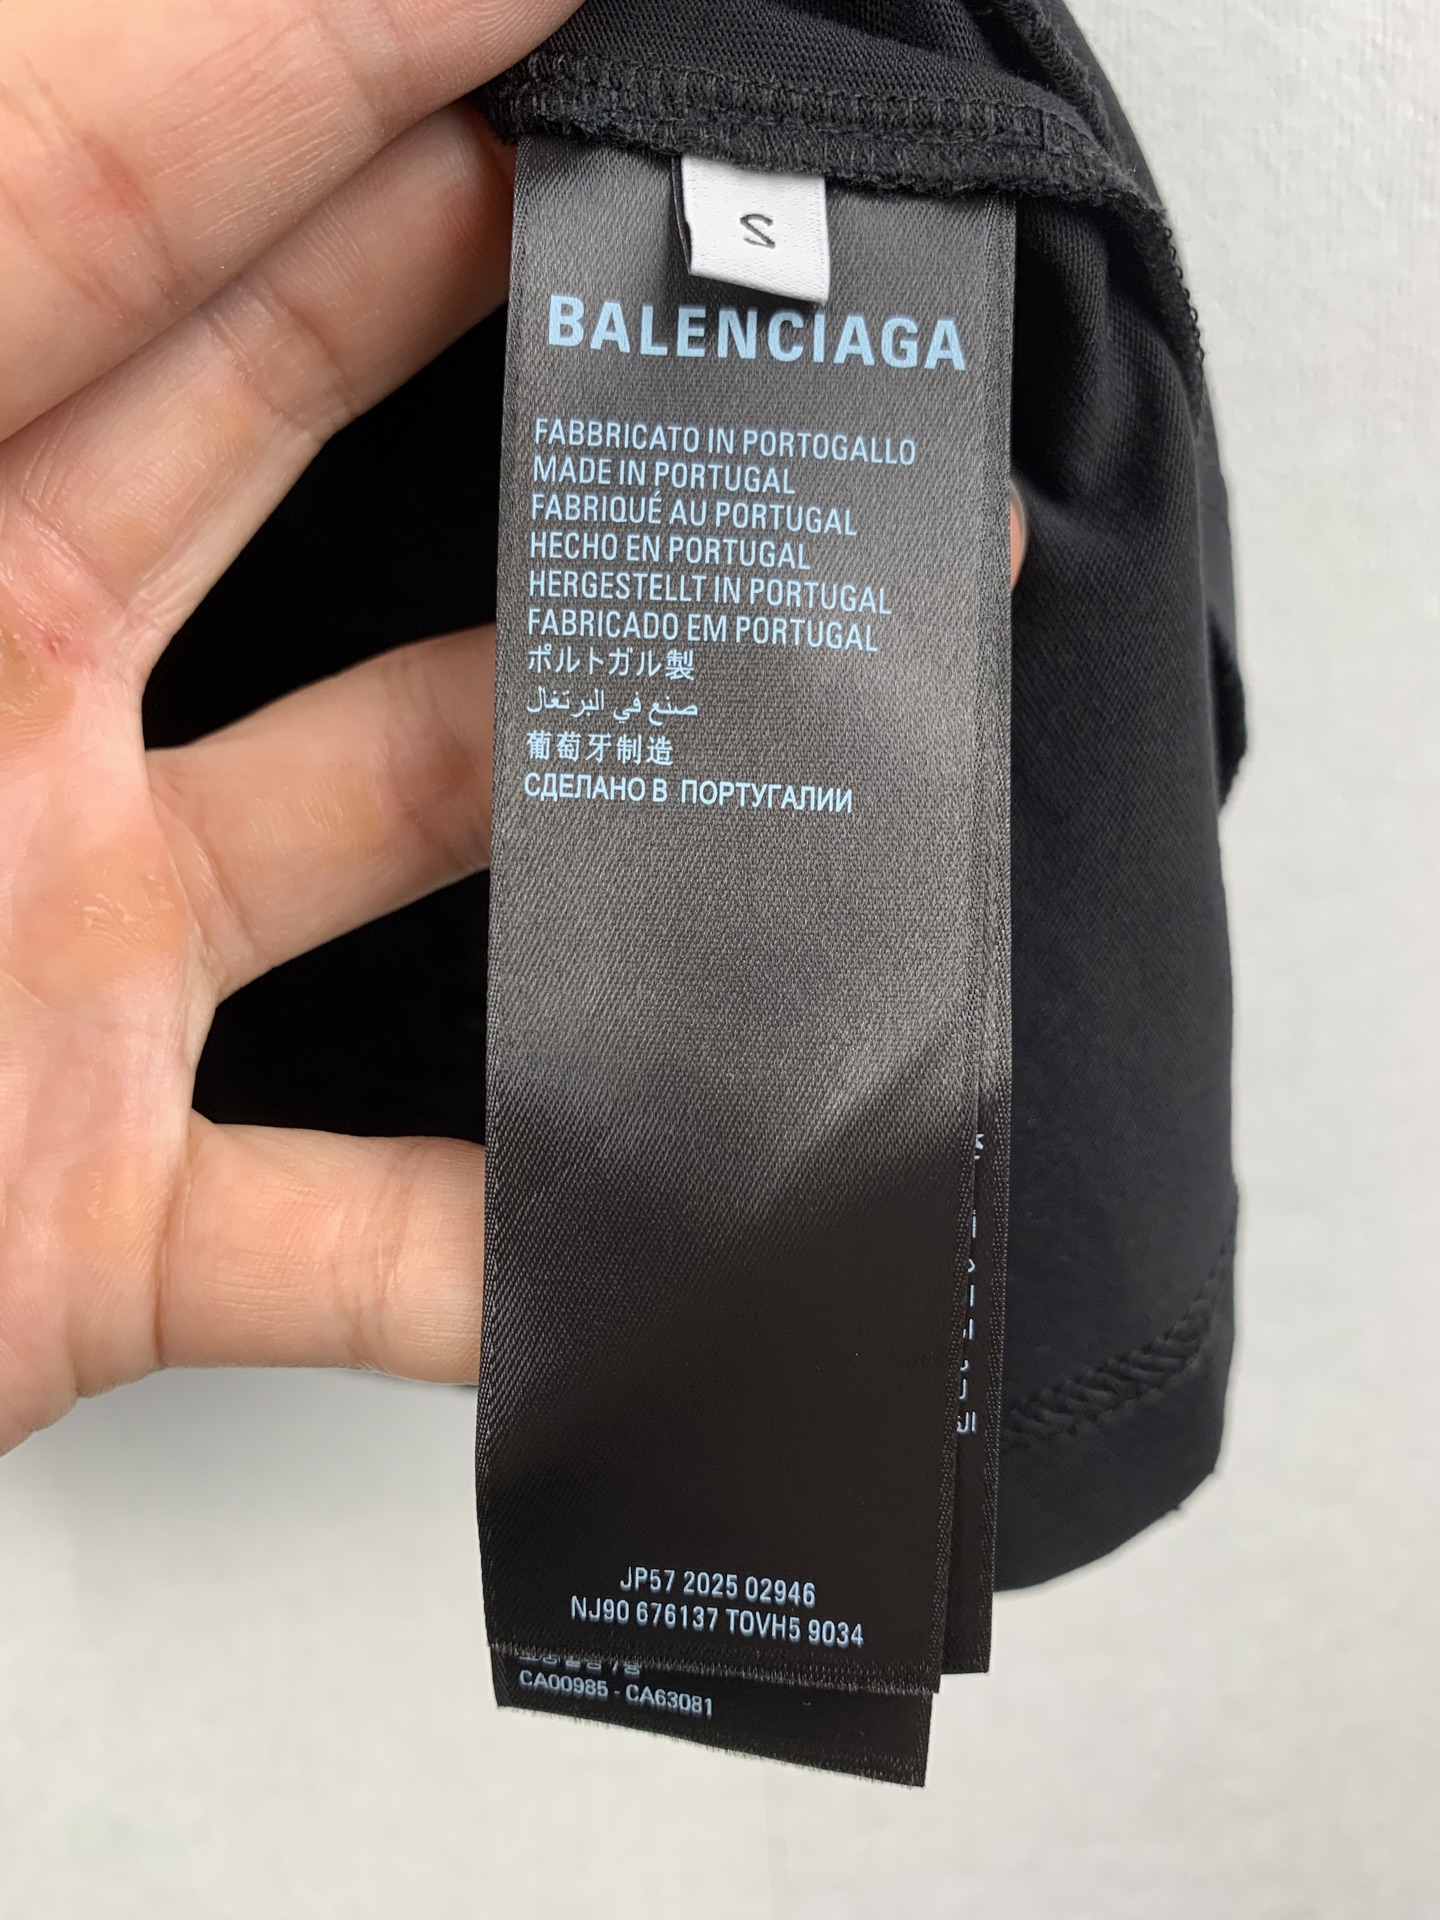 S
BALENCIAGA
FABBRICATO IN PORTOGALLO
MADE IN PORTUGAL
FABRIQUÉ AU PORTUGAL
HECHO EN PORTUGAL
HERGESTELLT IN PORTUGAL
FABRICADO EM PORTUGAL
ポルトガル製
صنع في البرتغال
葡萄牙制造
СДЕЛАНО В ПОРТУГАЛИИ
JP57 2025 02946
NJ90 676137 TOVH5 9034
CA00985 - CA63081